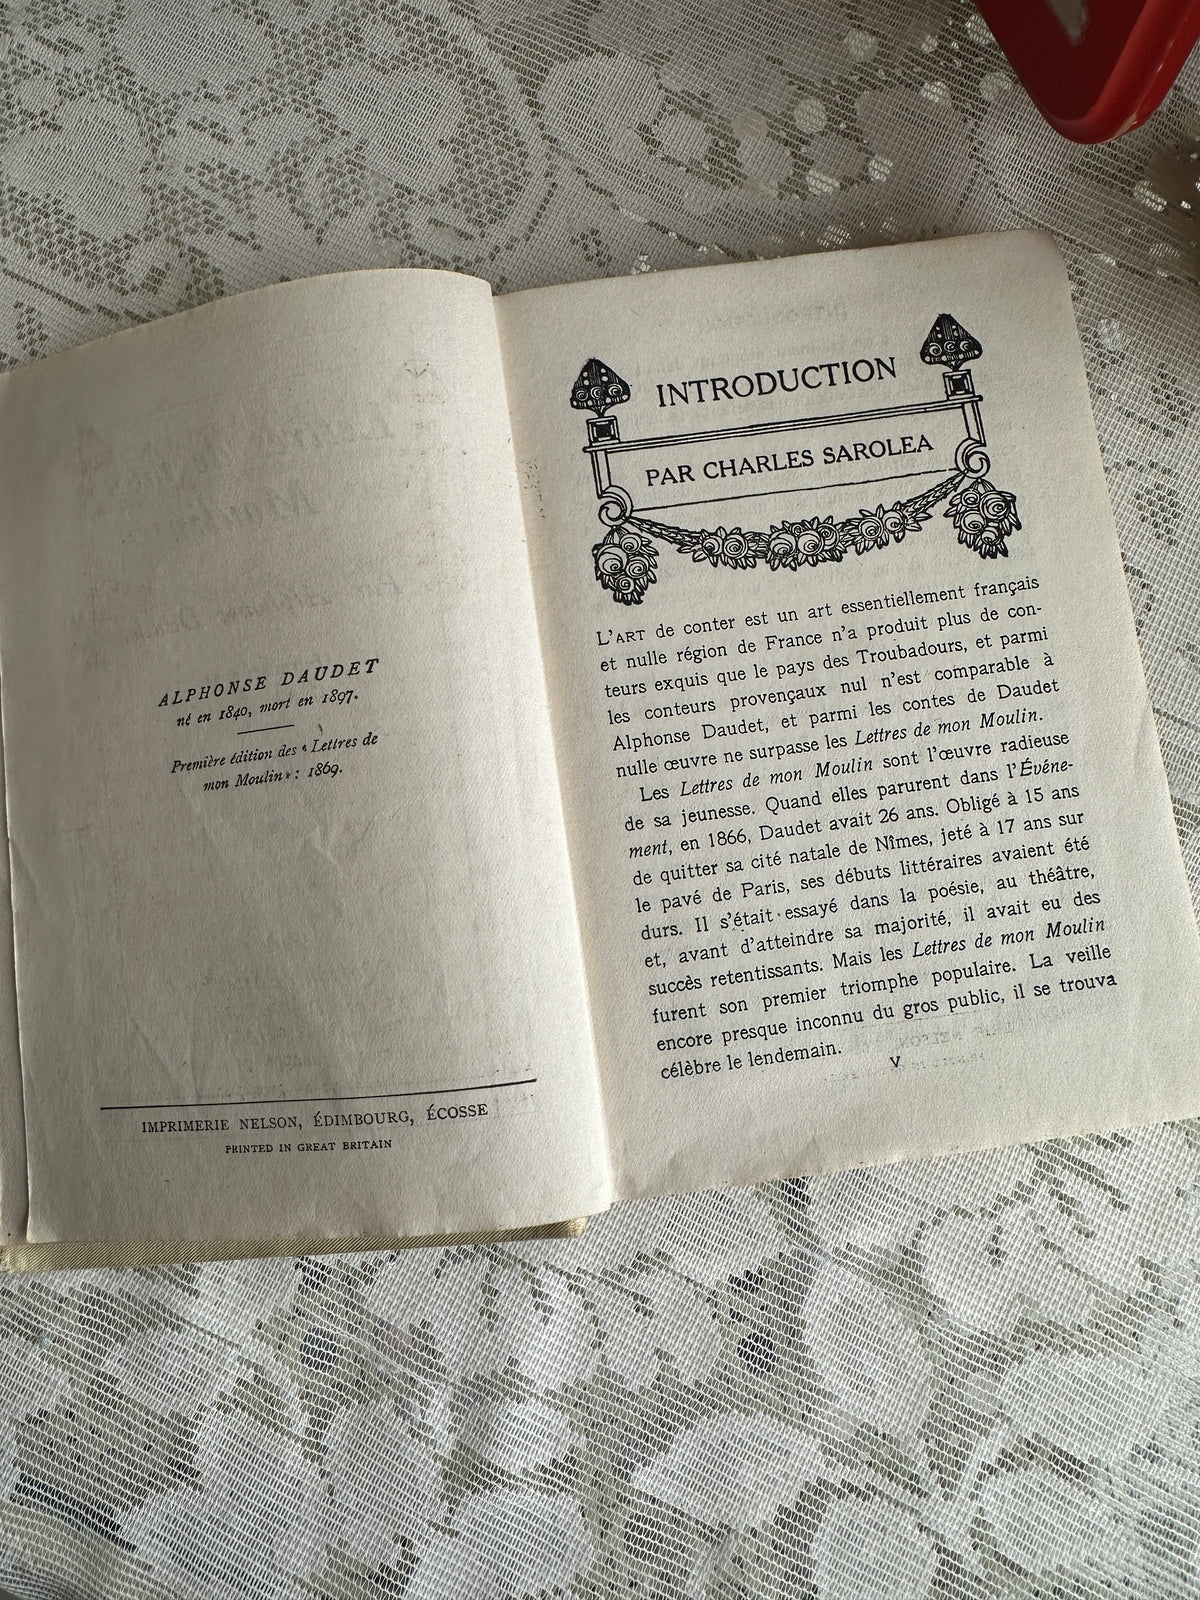 ALPHONSE DAUDET
né en 1840, mort en 1897.
Première édition des « Lettres de
mon Moulin » : 1869.
IMPRIMERIE NELSON, ÉDIMBOURG, ÉCOSSE
PRINTED IN GREAT BRITAIN
INTRODUCTION
PAR CHARLES SAROLEA
L'ART de conter est un art essentiellement français
et nulle région de France n'a produit plus de con-
teurs exquis que le pays des Troubadours, et parmi
les conteurs provençaux nul n'est comparable à
Alphonse Daudet, et parmi les contes de Daudet
nulle œuvre ne surpasse les Lettres de mon Moulin.
Les Lettres de mon Moulin sont l'œuvre radieuse
de sa jeunesse. Quand elles parurent dans l'Événe-
ment, en 1866, Daudet avait 26 ans. Obligé à 15 ans
de quitter sa cité natale de Nîmes, jeté à 17 ans sur
le pavé de Paris, ses débuts littéraires avaient été
durs. Il s'était essayé dans la poésie, au théâtre,
et, avant d'atteindre sa majorité, il avait eu des
succès retentissants. Mais les Lettres de mon Moulin
furent son premier triomphe populaire. La veille
encore presque inconnu du gros public, il se trouva
célèbre le lendemain.
V